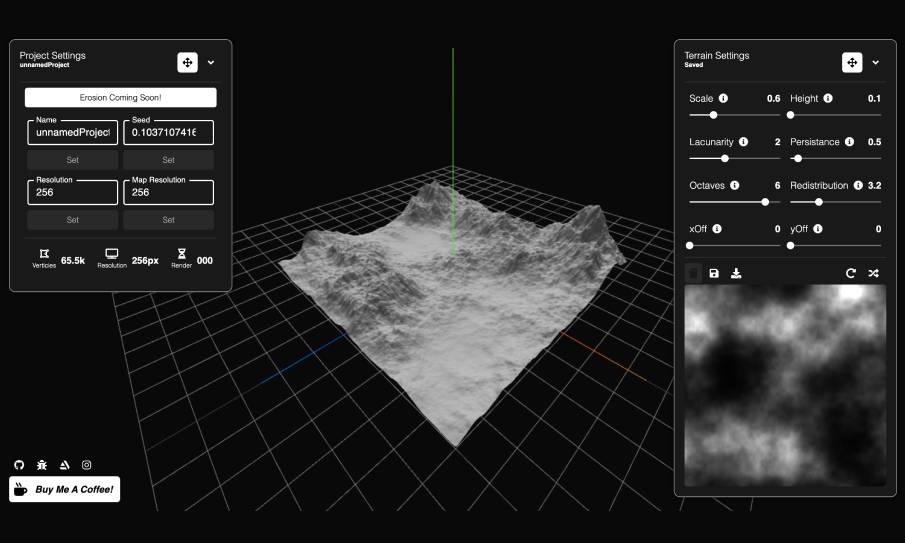 Project Settings
unnamedProject
Erosion Coming Soon!
Name
unnamedProject
Seed
0.1037107416
Set
Set
Resolution
256
Map Resolution
256
Set
Set
Verticies 65.5k
Resolution 256px
Render 000
Buy Me A Coffee!
Terrain Settings
Saved
Scale 0.6
Height 0.1
Lacunarity 2
Persistance 0.5
Octaves 6
Redistribution 3.2
xOff 0
yOff 0